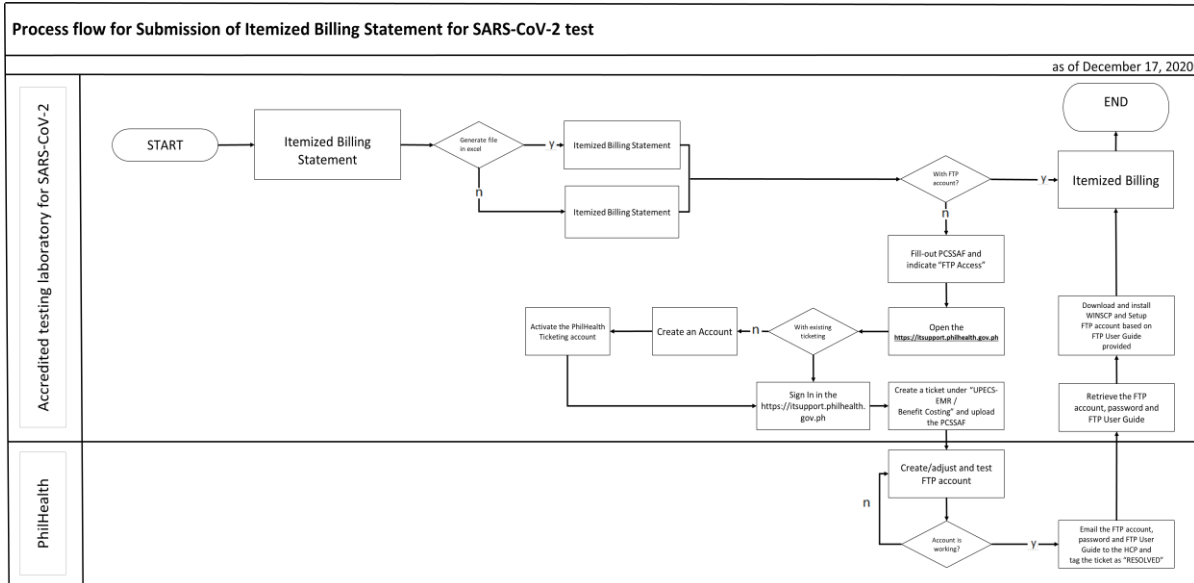 Process flow for Submission of Itemized Billing Statement for SARS-CoV-2 test
as of December 17, 2020
Accredited testing laboratory for SARS-CoV-2
START
Itemized Billing
Statement
Generate file
in excel
y
Itemized Billing Statement
n
Itemized Billing Statement
With FTP
account?
y
Itemized Billing
END
n
Fill-out PCSSAF and
indicate "FTP Access"
Open the
https://itsupport.philhealth.gov.ph
With existing
ticketing
n
Create an Account
Activate the PhilHealth
Ticketing account
Sign In in the
https://itsupport.philhealth.
gov.ph
Create a ticket under "UPECS-
EMR /
Benefit Costing" and upload
the PCSSAF
Download and install
WINSCP and Setup
FTP account based on
FTP User Guide
provided
Retrieve the FTP
account, password and
FTP User Guide
PhilHealth
Create/adjust and test
FTP account
n
Account is
working?
y
Email the FTP account,
password and FTP User
Guide to the HCP and
tag the ticket as "RESOLVED"